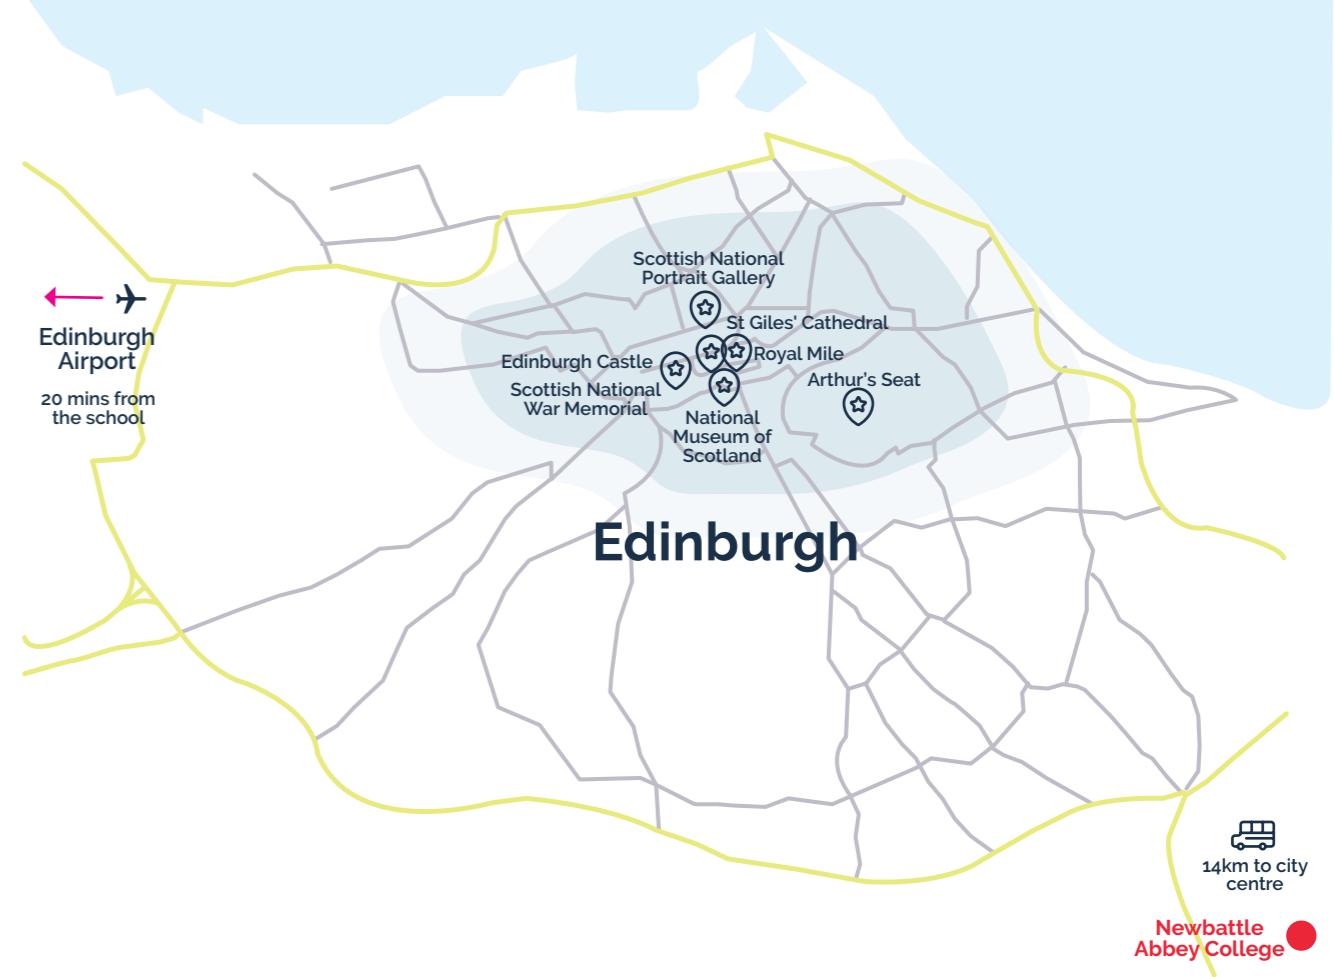 Scottish National
Portrait Gallery
St Giles' Cathedral
Edinburgh Castle
Royal Mile
Scottish National
War Memorial
Arthur's Seat
National
Museum of
Scotland
Edinburgh
Airport
20 mins from
the school
Edinburgh
14km to city
centre
Newbattle
Abbey College